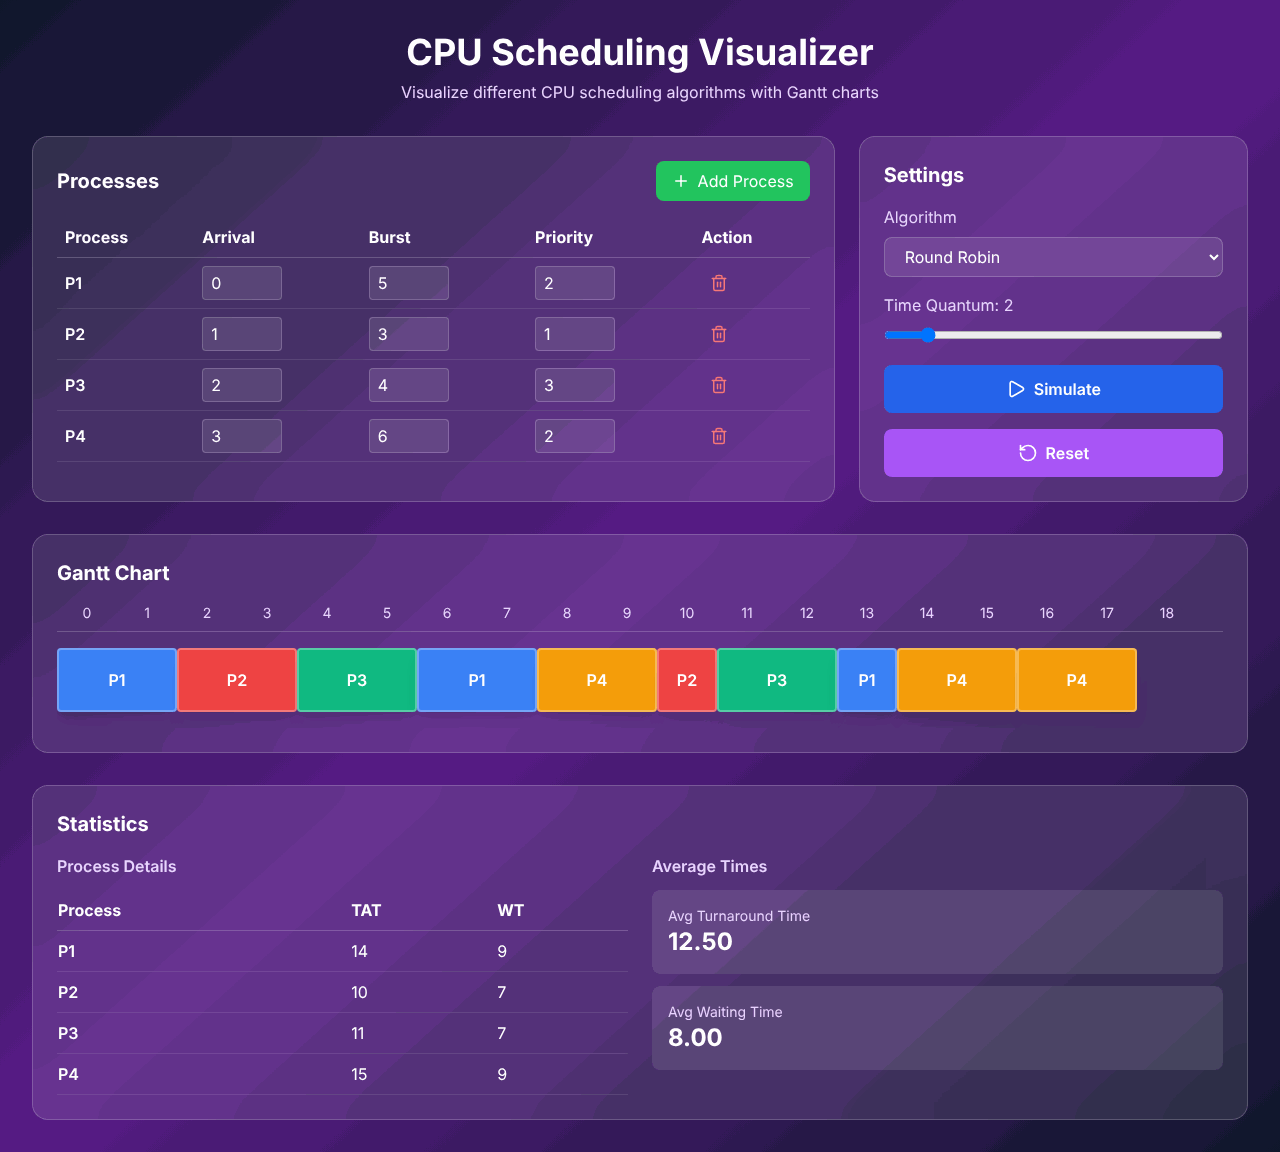 CPU Scheduling Visualizer
Visualize different CPU scheduling algorithms with Gantt charts
Processes
Add Process
Process Arrival Burst Priority Action
P1 0 5 2
P2 1 3 1
P3 2 4 3
P4 3 6 2
Settings
Algorithm
Round Robin
Time Quantum: 2
Simulate
Reset
Gantt Chart
0 1 2 3 4 5 6 7 8 9 10 11 12 13 14 15 16 17 18
P1 P2 P3 P1 P4 P2 P3 P1 P4 P4
Statistics
Process Details
Process TAT WT
P1 14 9
P2 10 7
P3 11 7
P4 15 9
Average Times
Avg Turnaround Time
12.50
Avg Waiting Time
8.00